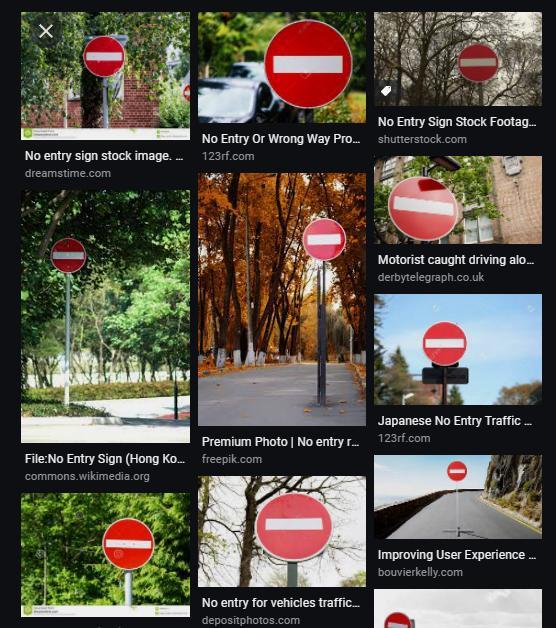 No entry sign stock image. ...
dreamstime.com
No Entry Or Wrong Way Pro...
123rf.com
No Entry Sign Stock Footag...
shutterstock.com
Motorist caught driving alo...
derbytelegraph.co.uk
File:No Entry Sign (Hong Ko...
commons.wikimedia.org
Premium Photo | No entry r...
freepik.com
Japanese No Entry Traffic ...
123rf.com
Improving User Experience ...
bouvierkelly.com
No entry for vehicles traffic...
depositphotos.com